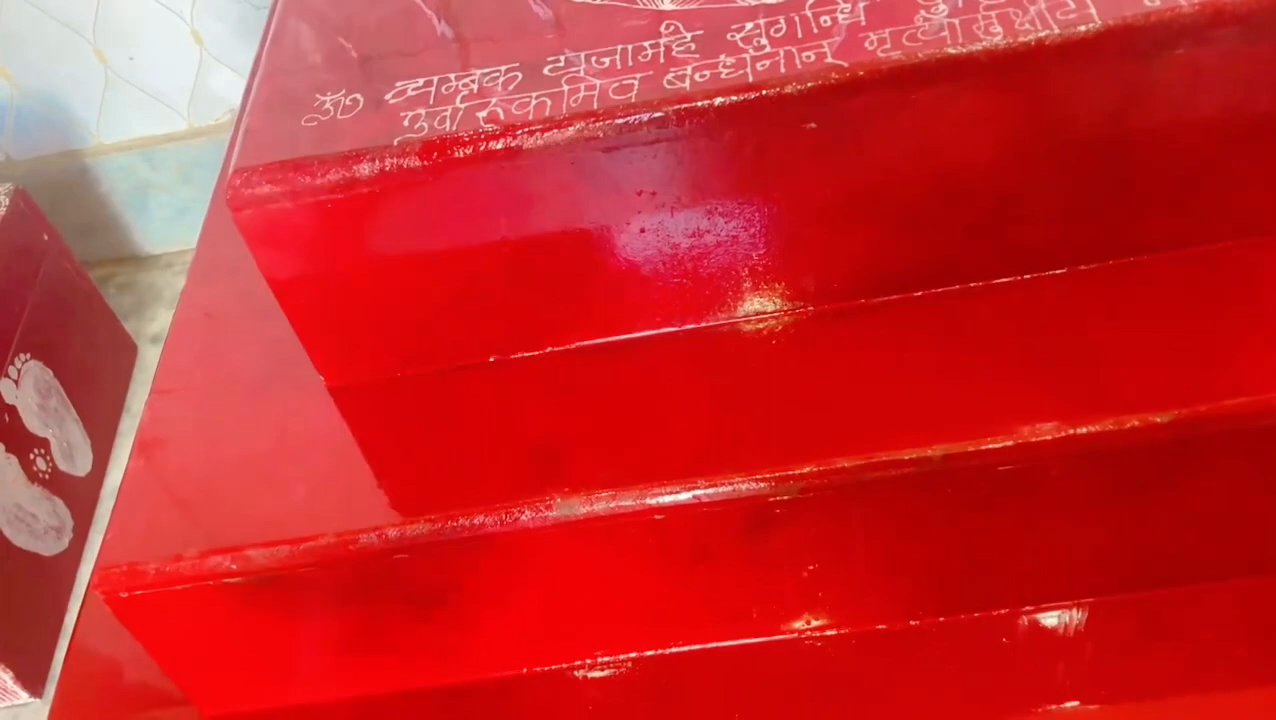 ॐ त्र्यम्बकं यजामहे सुगन्धिं
उर्वारुकमिव बन्धनान् मृत्योर्मुक्षीय